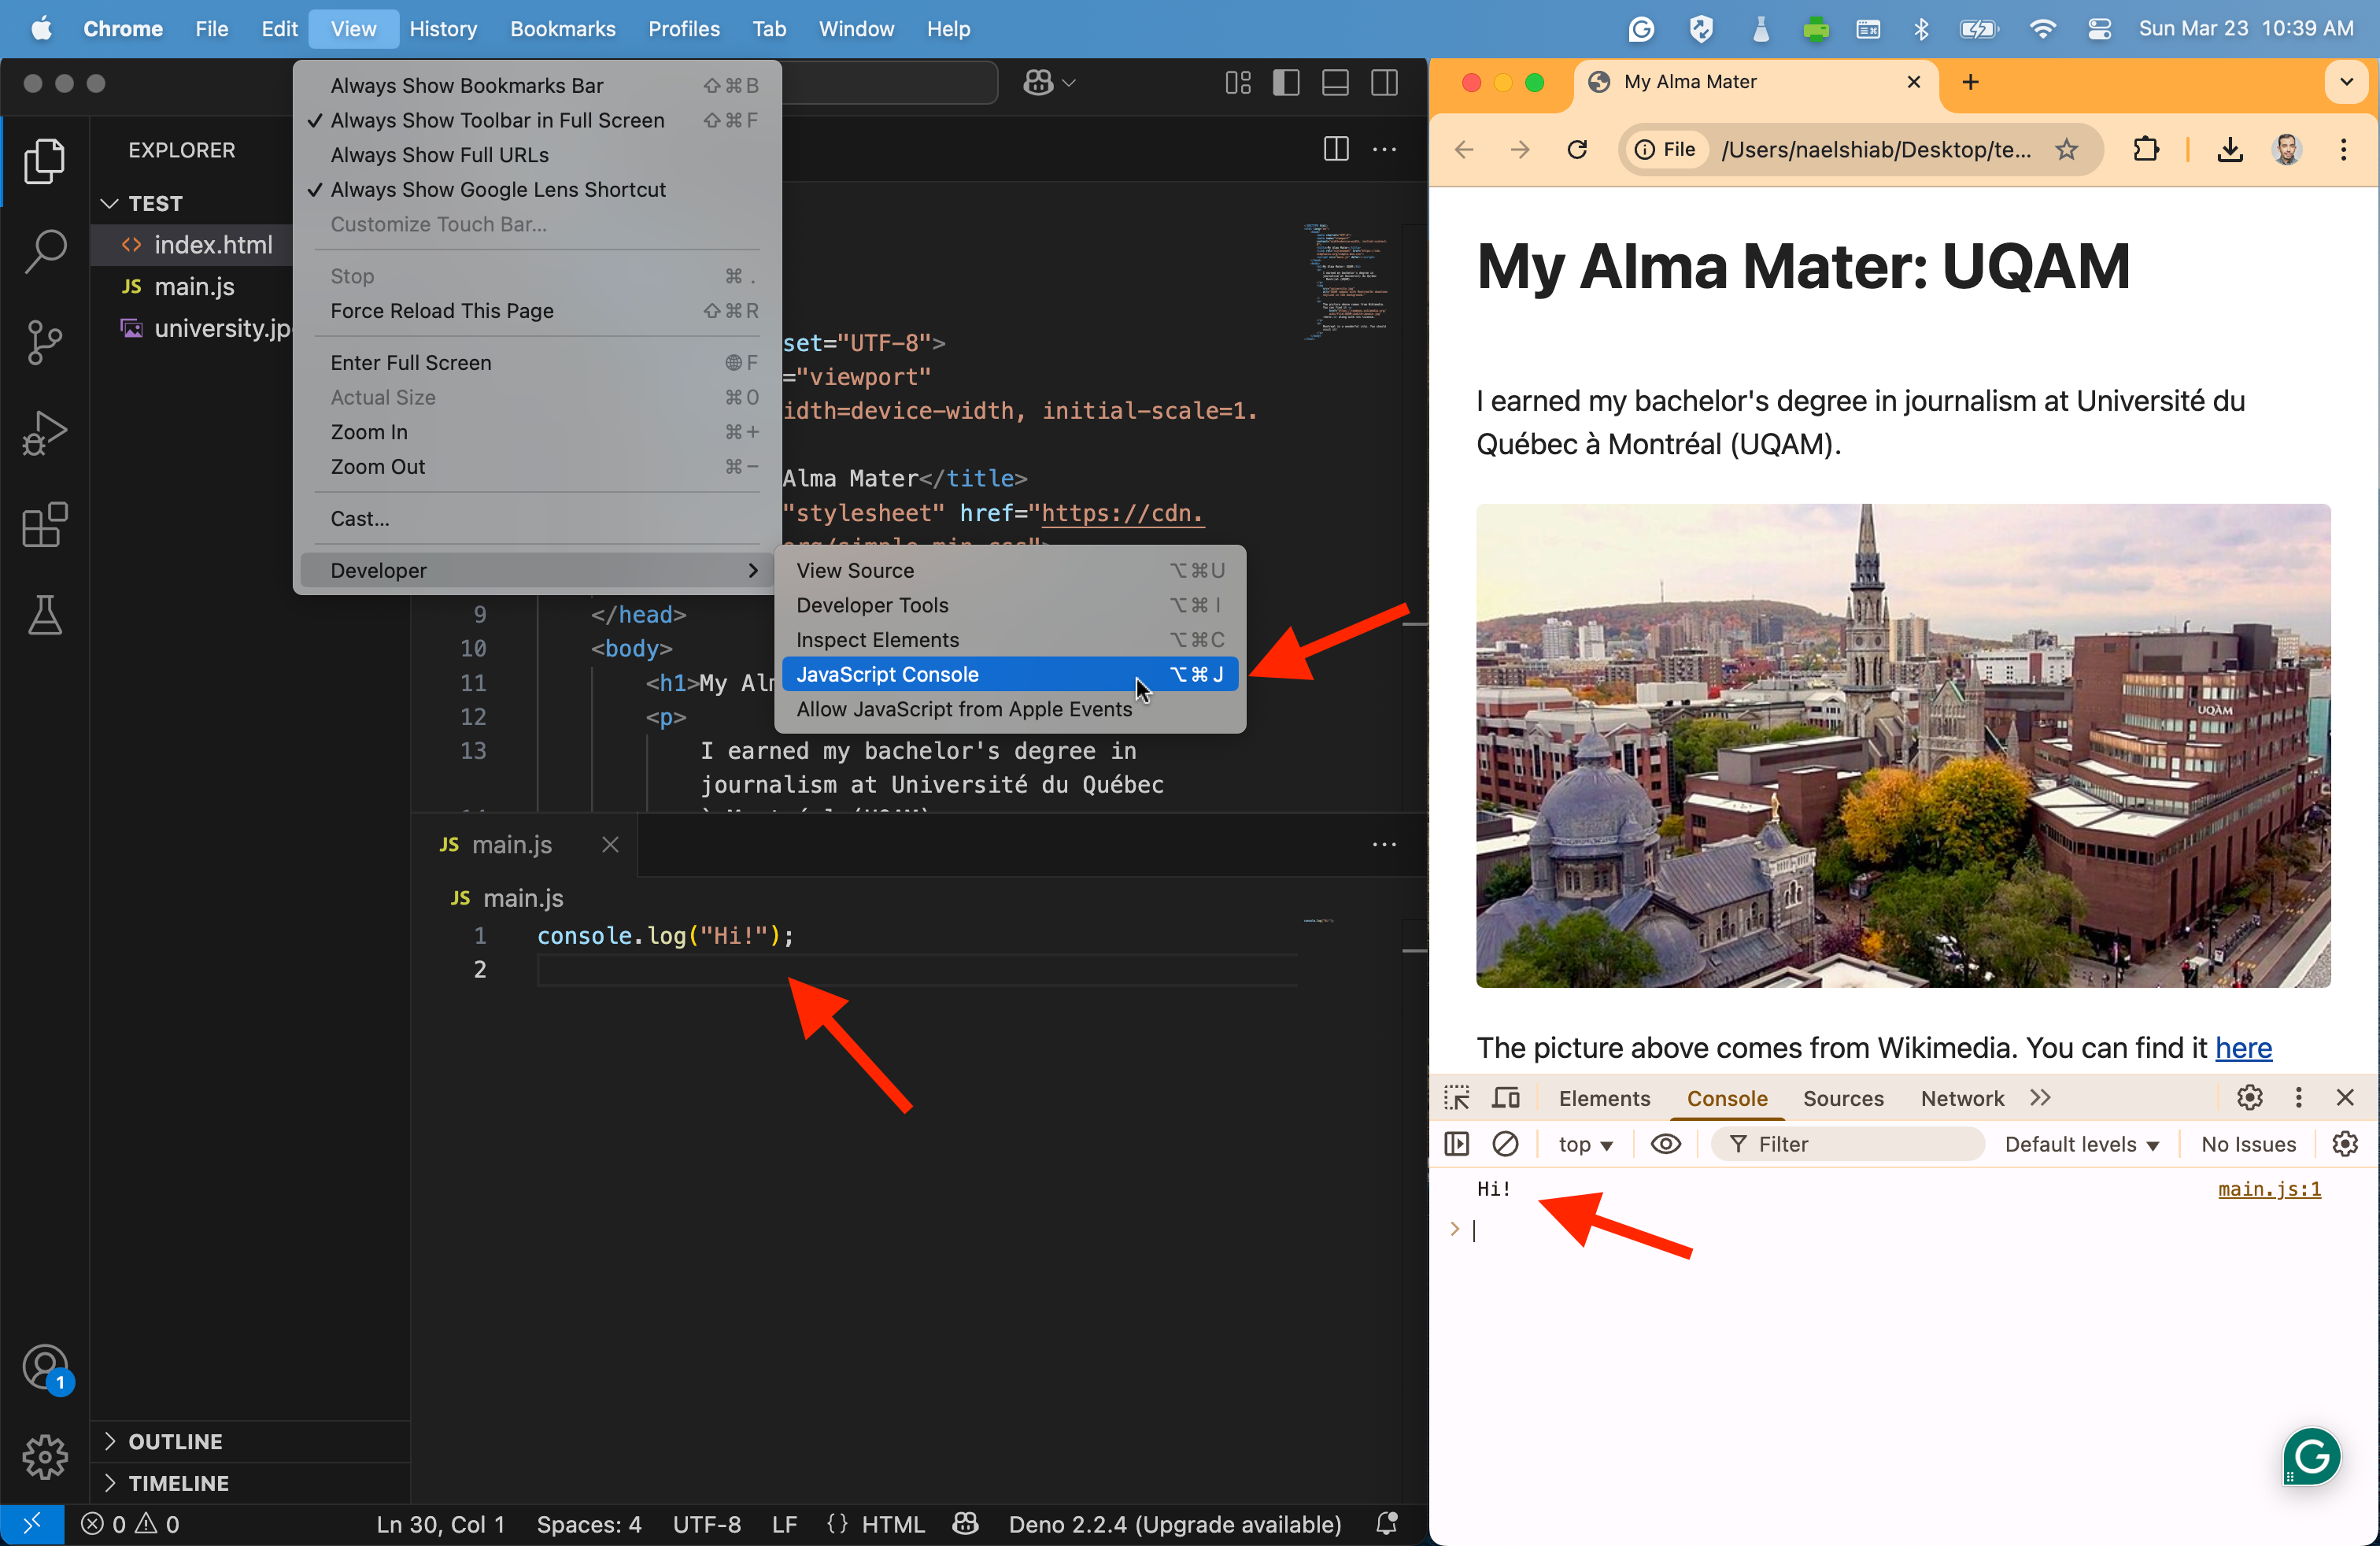 Chrome File Edit View History Bookmarks Profiles Tab Window Help Sun Mar 23 10:39 AM
Always Show Bookmarks Bar ⇧⌘B
✓ Always Show Toolbar in Full Screen ⇧⌘F
Always Show Full URLs
✓ Always Show Google Lens Shortcut
Customize Touch Bar...
Stop ⌘.
Force Reload This Page ⇧⌘R
Enter Full Screen F
Actual Size ⌘0
Zoom In ⌘+
Zoom Out ⌘−
Cast...
Developer
View Source ⌥⌘U
Developer Tools ⌥⌘I
Inspect Elements ⌥⌘C
JavaScript Console ⌥⌘J
Allow JavaScript from Apple Events
EXPLORER
TEST
<> index.html
JS main.js
university.jp
OUTLINE
TIMELINE
1
set="UTF-8">
="viewport"
idth=device-width, initial-scale=1.
Alma Mater</title>
"stylesheet" href="https://cdn.
org/simple.min.css">
9 </head>
10 <body>
11 <h1>My Alm
12 <p>
13 I earned my bachelor's degree in
journalism at Université du Québec
JS main.js
JS main.js
1 console.log("Hi!");
2
0 0 Ln 30, Col 1 Spaces: 4 UTF-8 LF {} HTML Deno 2.2.4 (Upgrade available)
My Alma Mater
File /Users/naelshiab/Desktop/te...
My Alma Mater: UQAM
I earned my bachelor's degree in journalism at Université du
Québec à Montréal (UQAM).
UQÀM
The picture above comes from Wikimedia. You can find it here
Elements Console Sources Network
top Filter Default levels No Issues
Hi! main.js:1
>